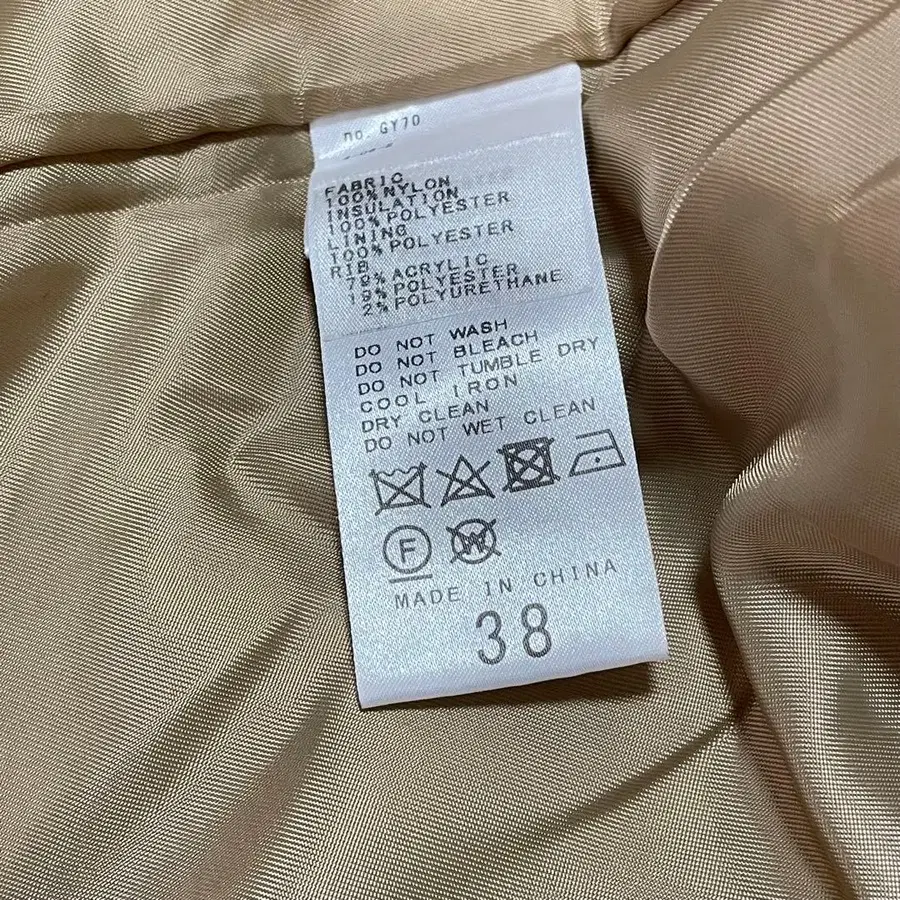 no. GY70
FABRIC
100%NYLON
INSULATION
100%POLYESTER
LINING
100%POLYESTER
RIB
79%ACRYLIC
19%POLYESTER
2%POLYURETHANE
DO NOT WASH
DO NOT BLEACH
DO NOT TUMBLE DRY
COOL IRON
DRY CLEAN
DO NOT WET CLEAN
F W
MADE IN CHINA
38